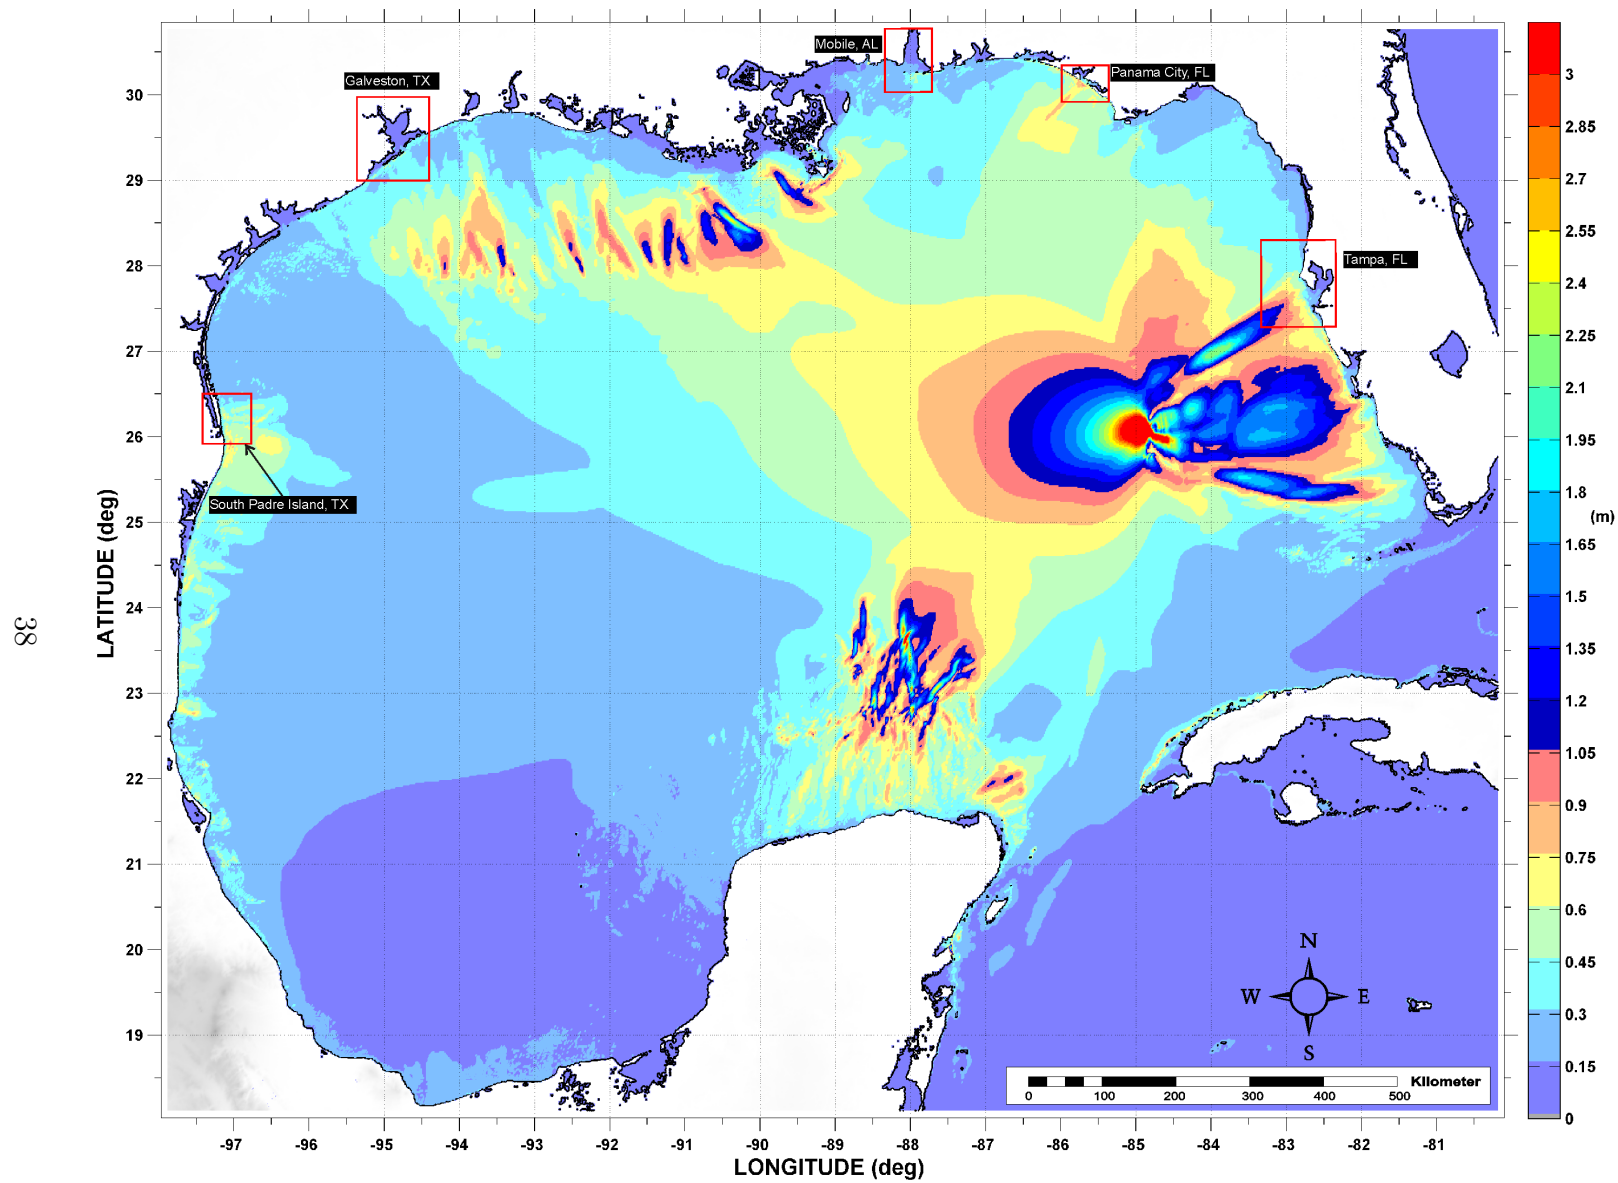 Mobile, AL
Galveston, TX
Panama City, FL
Tampa, FL
South Padre Island, TX
30
29
28
27
26
25
24
23
22
21
20
19
LATITUDE (deg)
-97 -96 -95 -94 -93 -92 -91 -90 -89 -88 -87 -86 -85 -84 -83 -82 -81
LONGITUDE (deg)
N
W E
S
Kilometer
0 100 200 300 400 500
3
2.85
2.7
2.55
2.4
2.25
2.1
1.95
1.8
(m)
1.65
1.5
1.35
1.2
1.05
0.9
0.75
0.6
0.45
0.3
0.15
0
38